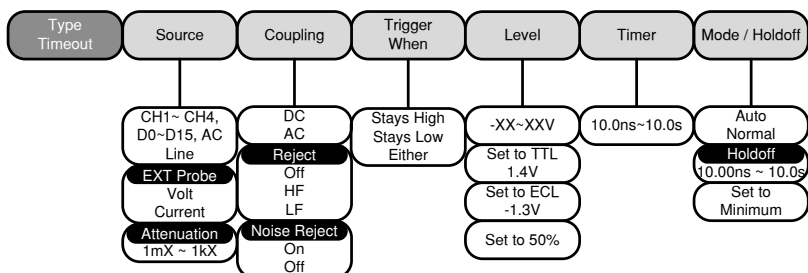 Type
Timeout
Source
Coupling
Trigger
When
Level
Timer
Mode / Holdoff
CH1~ CH4,
D0~D15, AC
Line
EXT Probe
Volt
Current
Attenuation
1mX ~ 1kX
DC
AC
Reject
Off
HF
LF
Noise Reject
On
Off
Stays High
Stays Low
Either
-XX~XXV
Set to TTL
1.4V
Set to ECL
-1.3V
Set to 50%
10.0ns~10.0s
Auto
Normal
Holdoff
10.00ns ~ 10.0s
Set to
Minimum